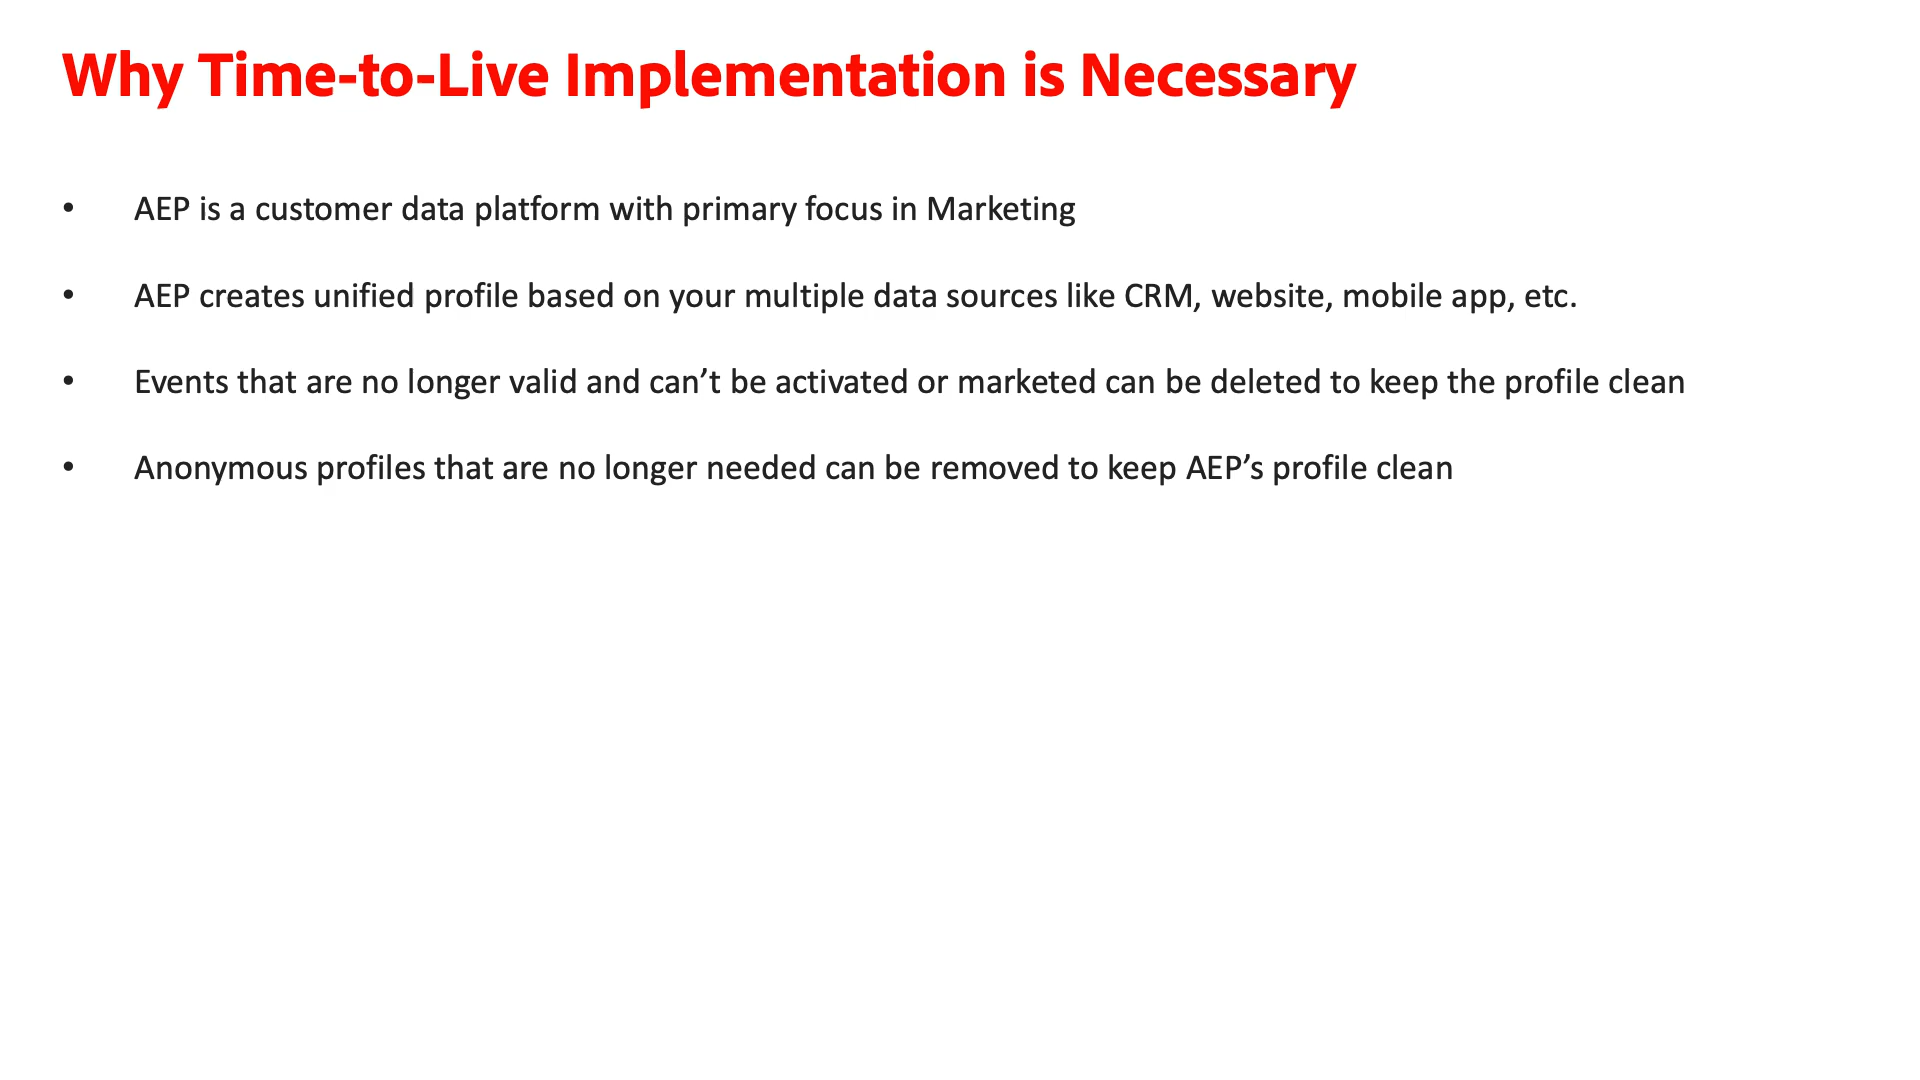 Why Time-to-Live Implementation is Necessary
• AEP is a customer data platform with primary focus in Marketing
• AEP creates unified profile based on your multiple data sources like CRM, website, mobile app, etc.
• Events that are no longer valid and can’t be activated or marketed can be deleted to keep the profile clean
• Anonymous profiles that are no longer needed can be removed to keep AEP’s profile clean